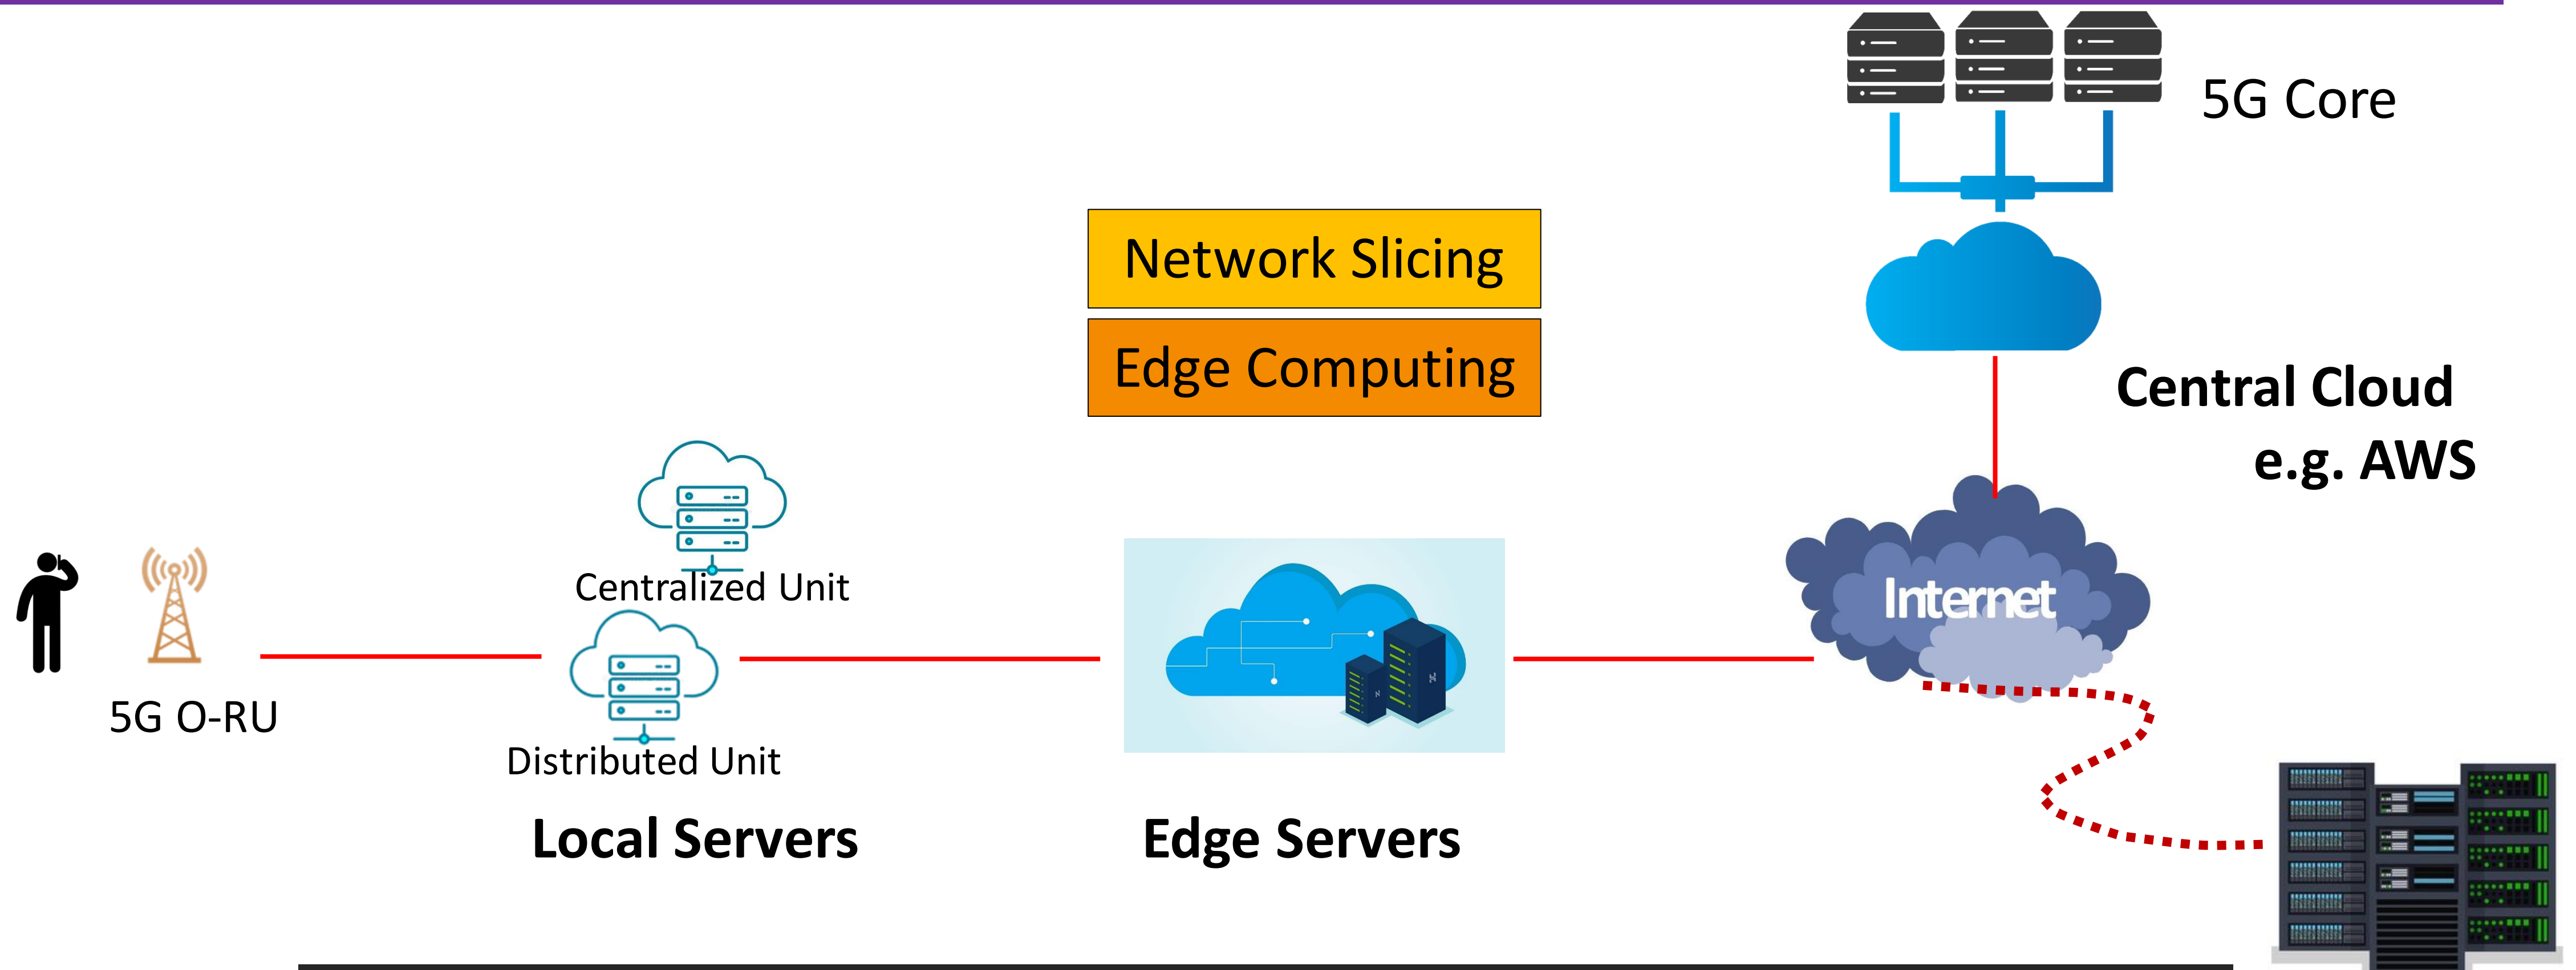 5G Core
Network Slicing
Edge Computing
Central Cloud
e.g. AWS
Centralized Unit
Internet
5G O-RU
Distributed Unit
Local Servers
Edge Servers